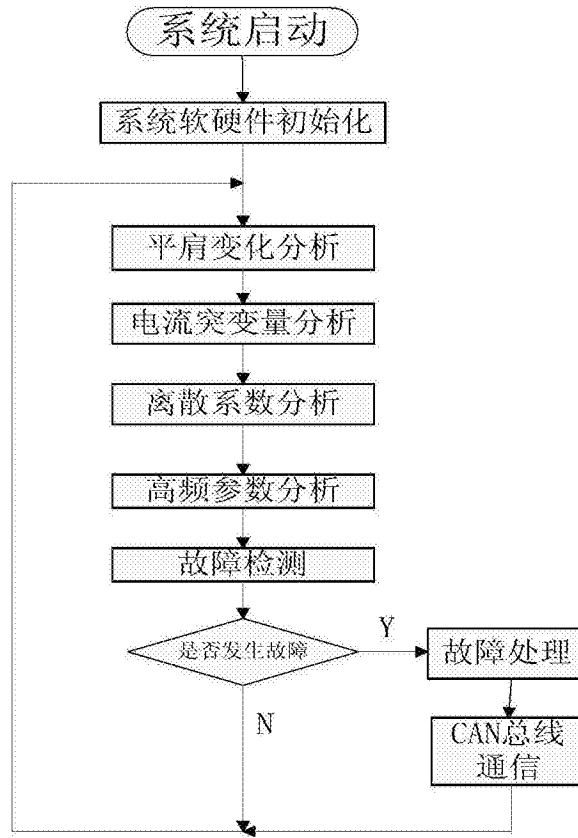 系统启动
系统软硬件初始化
平肩变化分析
电流突变量分析
离散系数分析
高频参数分析
故障检测
是否发生故障
Y
故障处理
N
CAN总线
通信